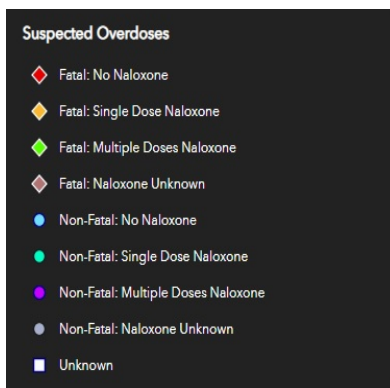 Suspected Overdoses
Fatal: No Naloxone
Fatal: Single Dose Naloxone
Fatal: Multiple Doses Naloxone
Fatal: Naloxone Unknown
Non-Fatal: No Naloxone
Non-Fatal: Single Dose Naloxone
Non-Fatal: Multiple Doses Naloxone
Non-Fatal: Naloxone Unknown
Unknown